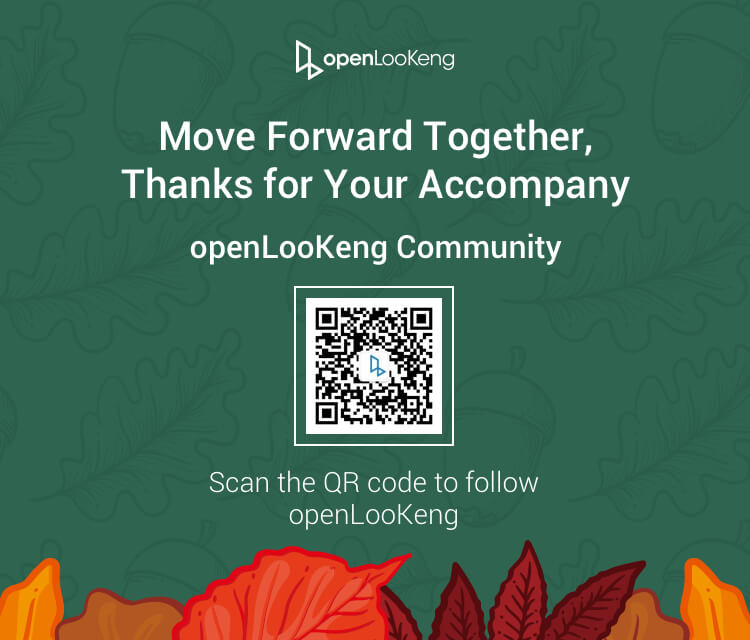 openLooKeng
Move Forward Together,
Thanks for Your Accompany
openLooKeng Community
Scan the QR code to follow
openLooKeng